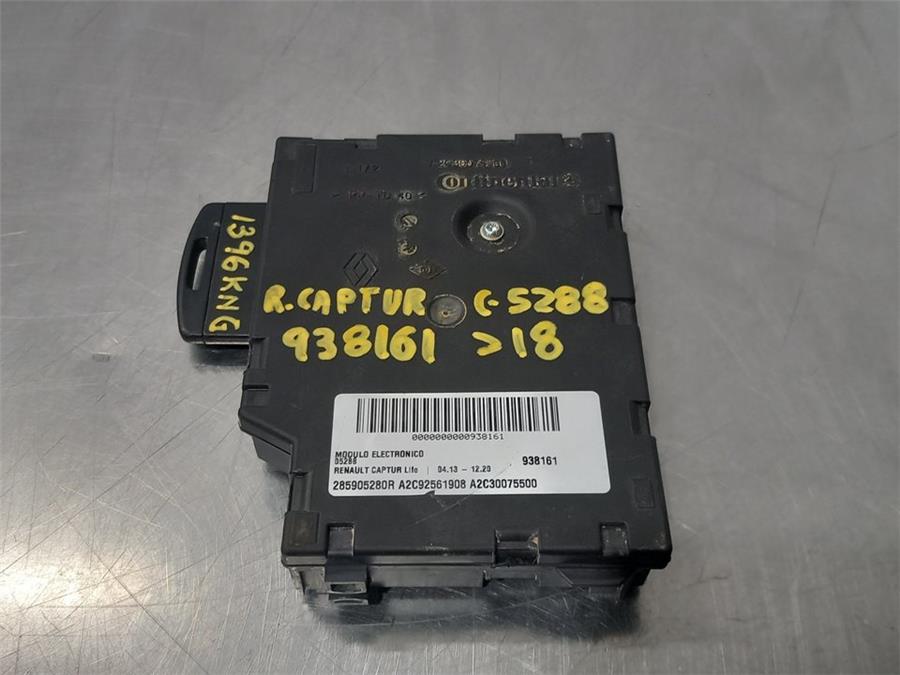 1396KNG
R.CAPTUR C-5288
938161 >18
0000000000938161
MODULO ELECTRONICO
05288 938161
RENAULT CAPTUR Life | 04.13 – 12.20
285905280R A2C92561908 A2C30075500